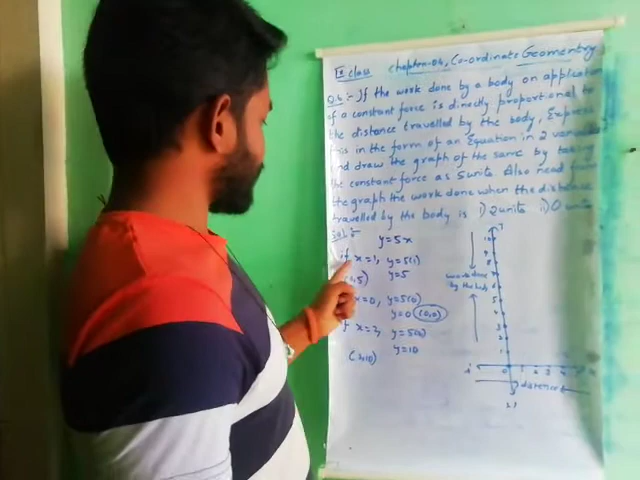 IX class chapter-04, Co-ordinate Geometry
Q.4:- If the work done by a body on application
of a constant force is directly proportional to
the distance travelled by the body, Express
this in the form of an Equation in 2 variables
and draw the graph of the same by taking
the constant force as 5units Also read from
the graph the work done when the distance
travelled by the body is i) 2 units ii) 0 units
Sol:-
y=5x
if x=1, y=5(1)
y=5
(1,5)
x=0, y=5(0)
y=0 (0,0)
if x=2, y=5(2)
y=10
(2,10)
work done
by the body
distance